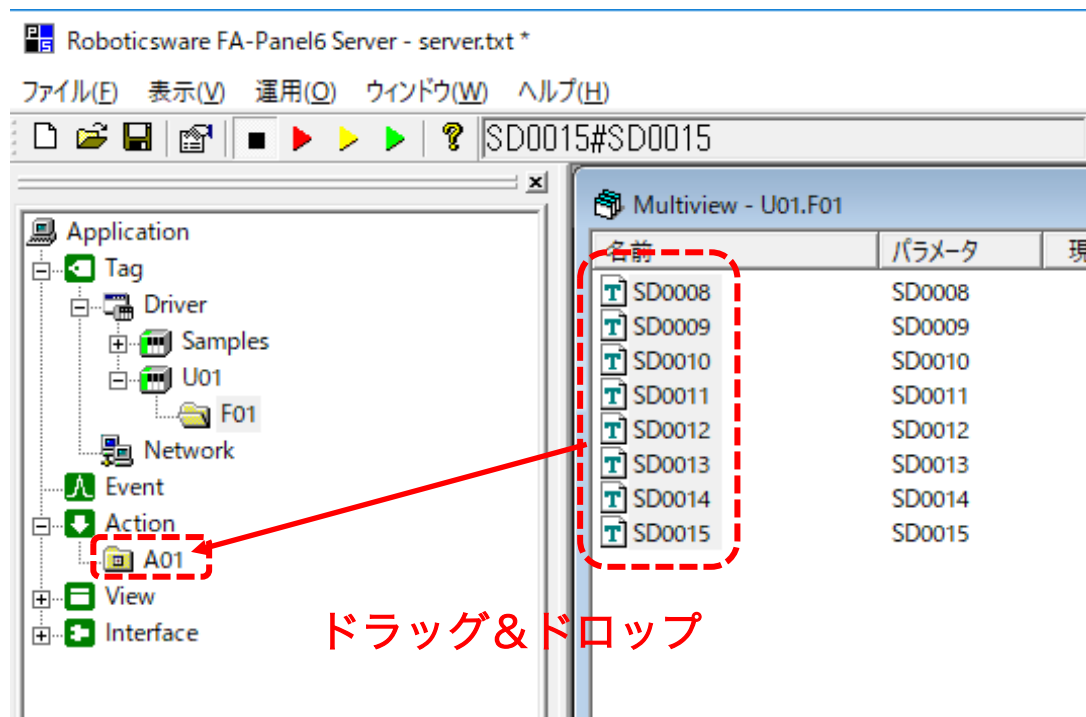 Roboticsware FA-Panel6 Server - server.txt *
ファイル(F) 表示(V) 運用(O) ウィンドウ(W) ヘルプ(H)
SD0015#SD0015
Application
Tag
Driver
Samples
U01
F01
Network
Event
Action
A01
View
Interface
Multiview - U01.F01
名前 パラメータ 現
SD0008 SD0008
SD0009 SD0009
SD0010 SD0010
SD0011 SD0011
SD0012 SD0012
SD0013 SD0013
SD0014 SD0014
SD0015 SD0015
ドラッグ&ドロップ